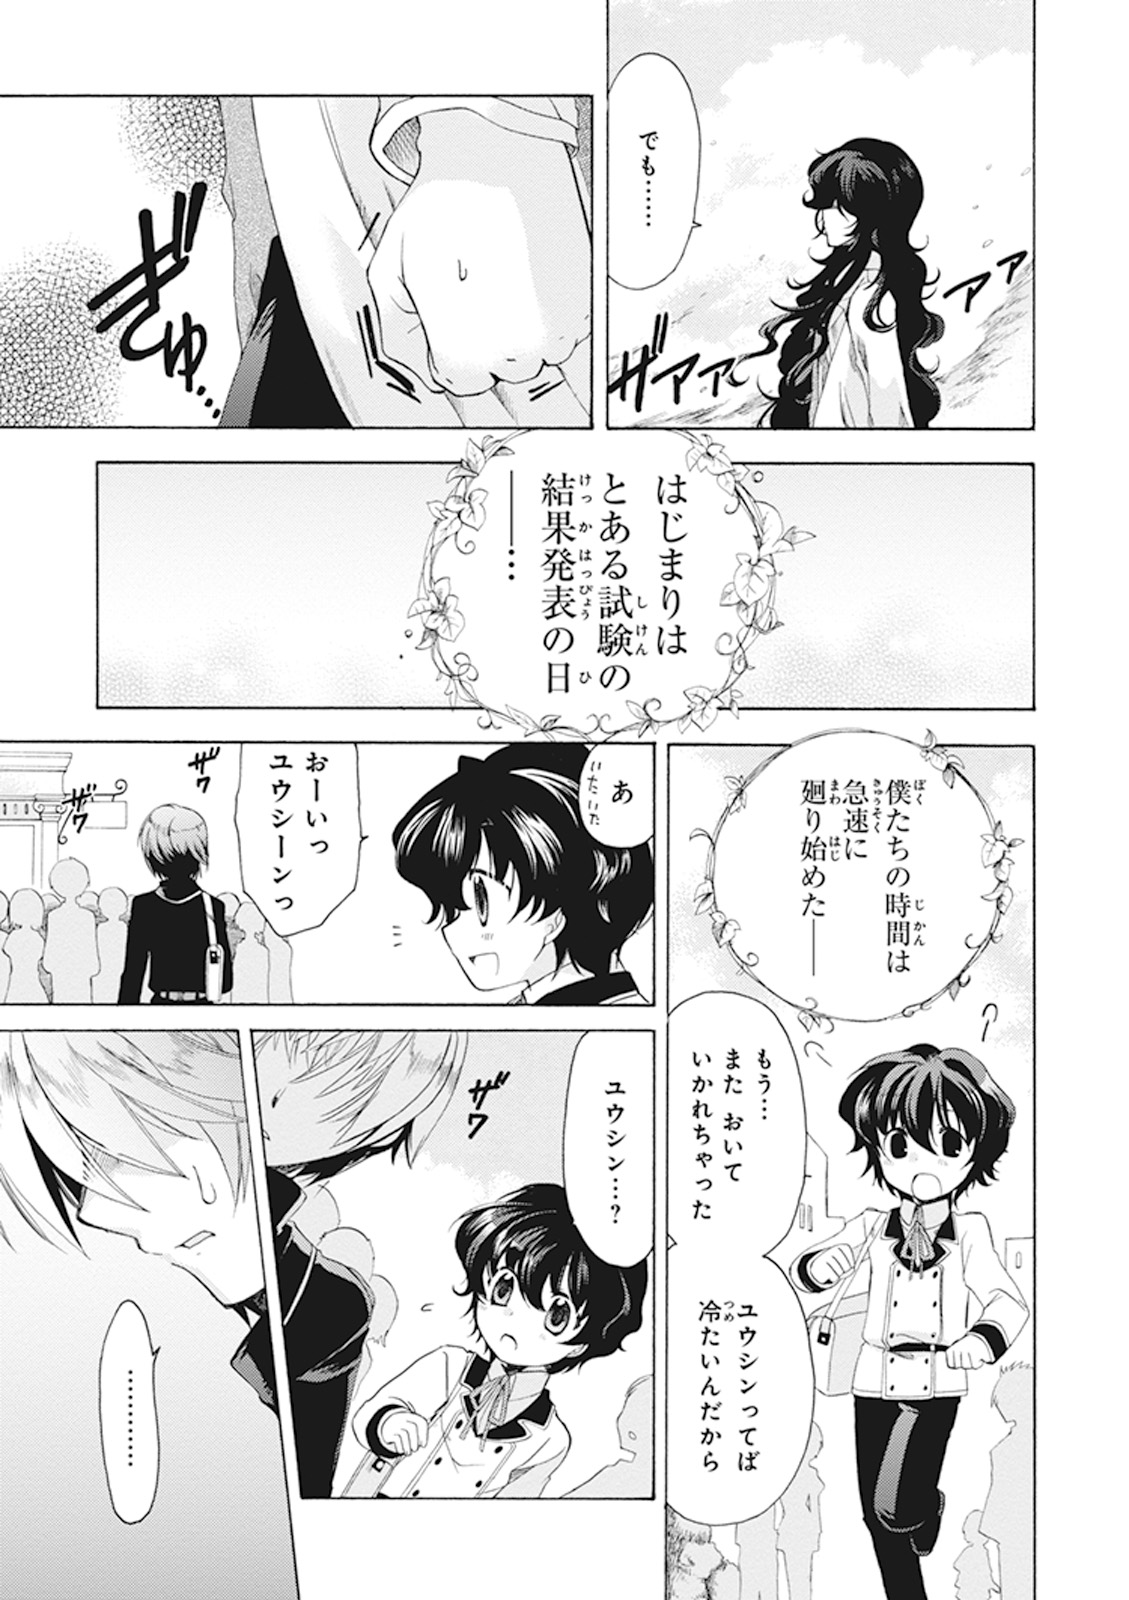 でも……
ザァァァァ
ぎゅ…
はじまりは
とある試験の
結果発表の日
――…
僕たちの時間は
急速に
廻り始めた――
もう…
また おいて
いかれちゃった
ユウシンってば
冷たいんだから
あ
いたいた
おーいっ
ユウシーンっ
ザワ
ザワ
ユウシン…？
ザワ
…………